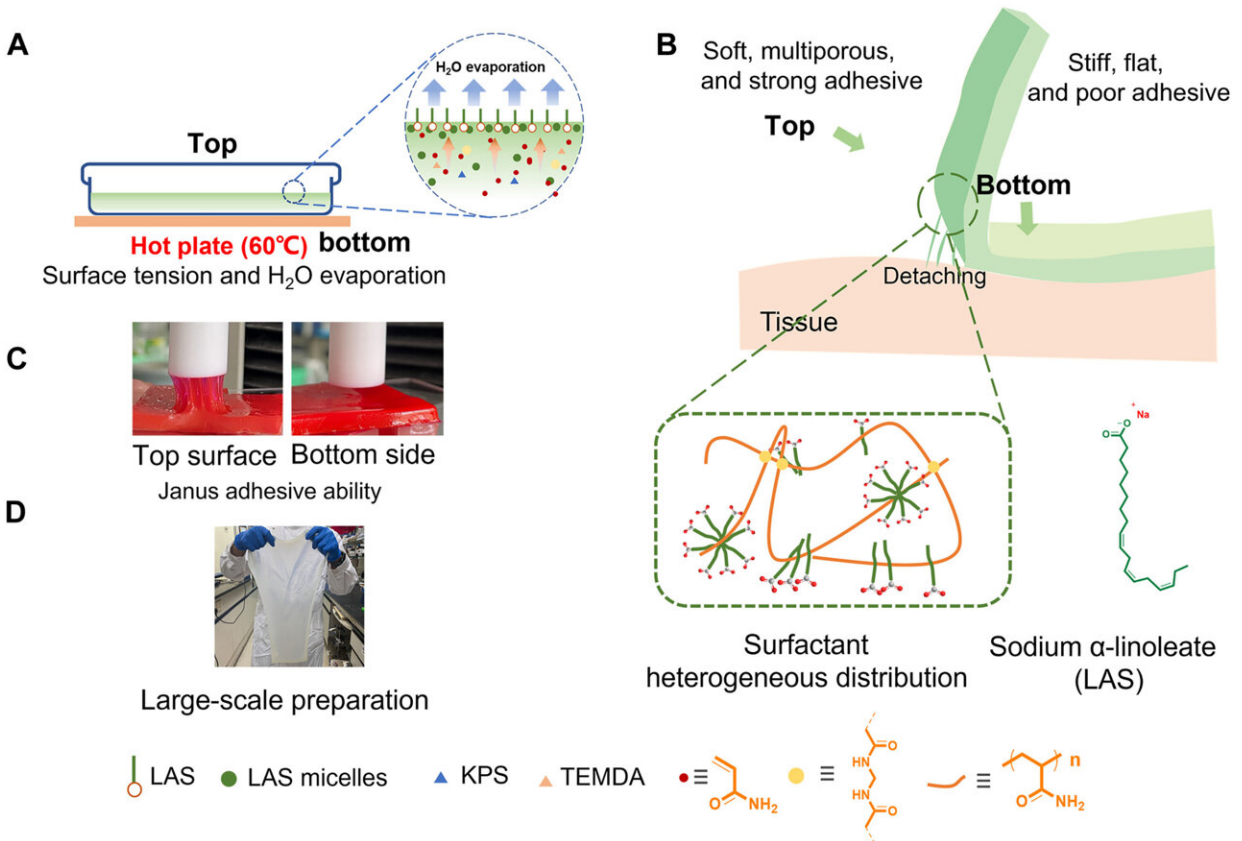 A
H₂O evaporation
Top
Hot plate (60℃) bottom
Surface tension and H₂O evaporation
B
Soft, multiporous,
and strong adhesive
Stiff, flat,
and poor adhesive
Top
Bottom
Detaching
Tissue
C
Top surface
Bottom side
Janus adhesive ability
D
Large-scale preparation
+
Na
−
O
O
Surfactant
heterogeneous distribution
Sodium α-linoleate
(LAS)
LAS
LAS micelles
KPS
TEMDA
O
NH₂
O
HN
HN
O
n
O
NH₂